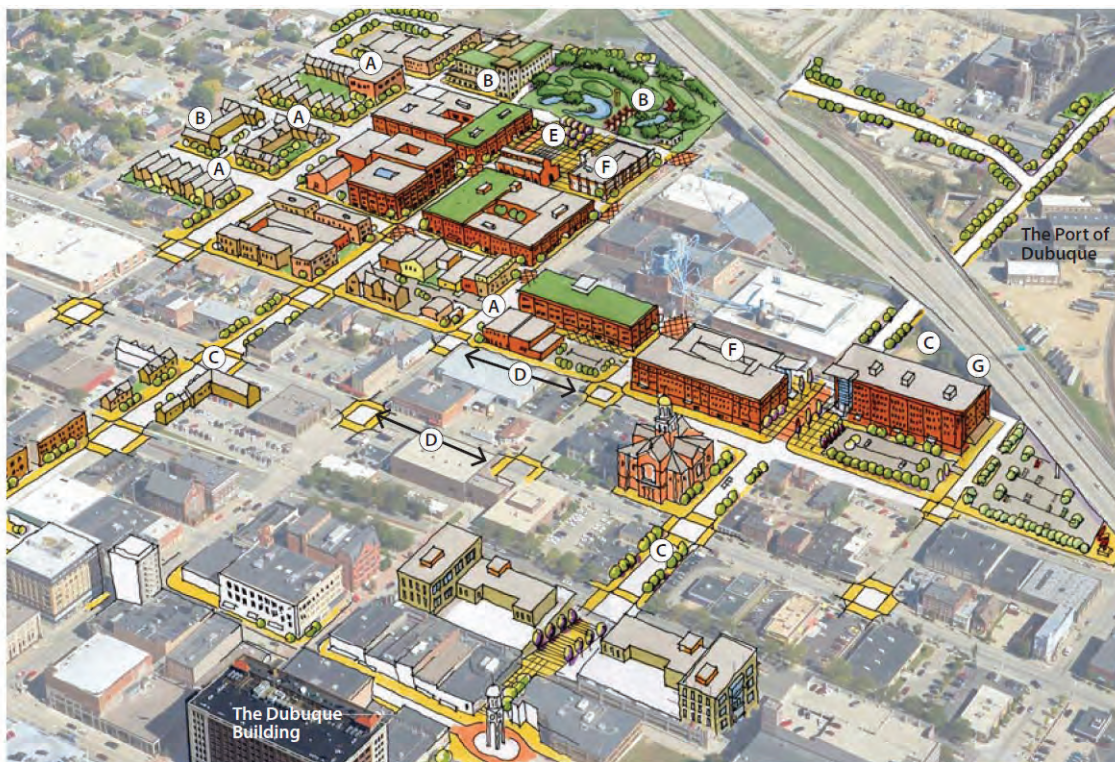 A
B
B
B
A
E
F
A
The Port of
Dubuque
A
F
C
G
C
D
D
C
The Dubuque
Building